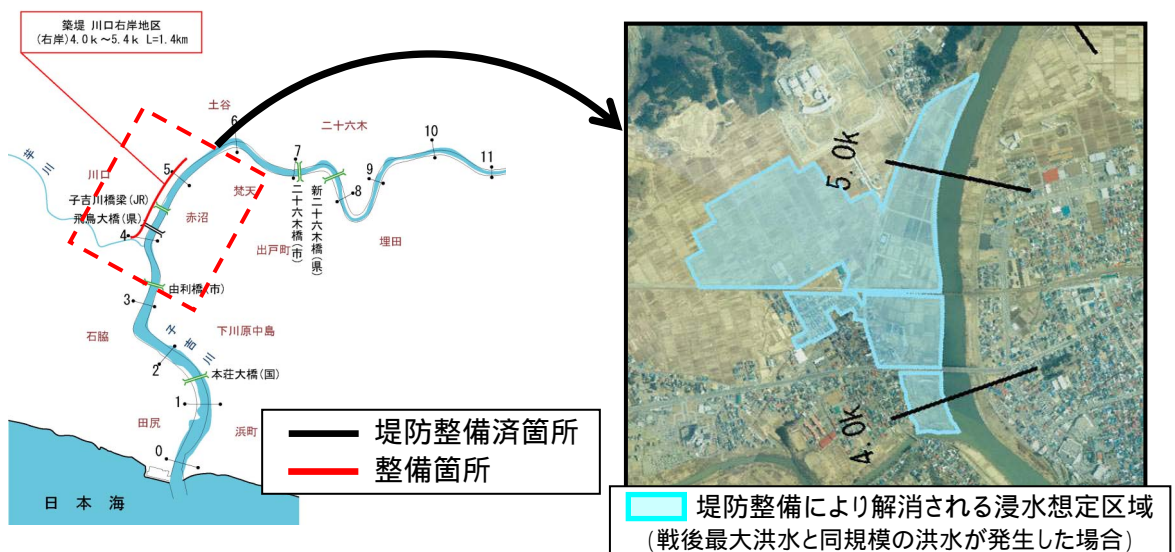 築堤 川口右岸地区
(右岸)4.0k～5.4k L=1.4km
土谷
6
二十六木
10
7
11
9
芋川
川口
5
梵天
8
子吉川橋梁(JR)
飛鳥大橋(県)
赤沼
4
出戸町
二十六木橋(市)
新二十六木橋(県)
埋田
由利橋(市)
3
石脇
子吉川
下川原中島
2
本荘大橋(国)
1
田尻
浜町
0
日本海
堤防整備済箇所
整備箇所
5.0k
4.0k
堤防整備により解消される浸水想定区域
(戦後最大洪水と同規模の洪水が発生した場合)